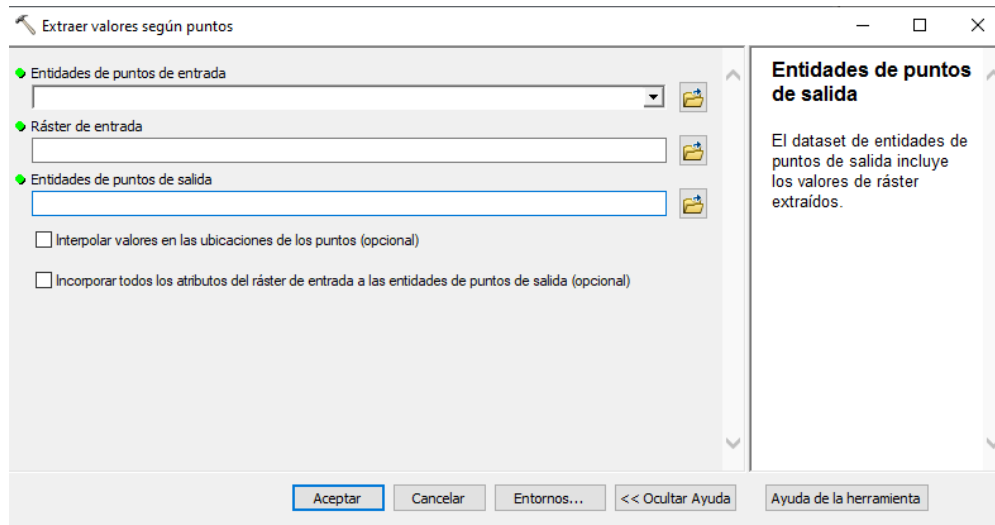 Extraer valores según puntos
Entidades de puntos de entrada
Ráster de entrada
Entidades de puntos de salida
Interpolar valores en las ubicaciones de los puntos (opcional)
Incorporar todos los atributos del ráster de entrada a las entidades de puntos de salida (opcional)
Entidades de puntos
de salida
El dataset de entidades de
puntos de salida incluye
los valores de ráster
extraídos.
Aceptar
Cancelar
Entornos...
<< Ocultar Ayuda
Ayuda de la herramienta